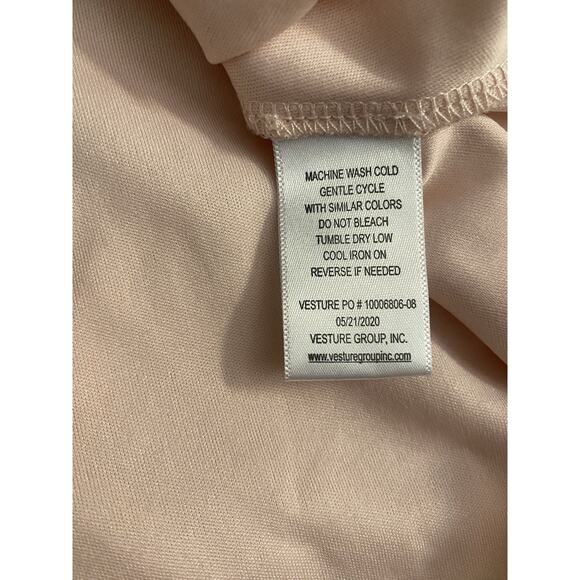 MACHINE WASH COLD
GENTLE CYCLE
WITH SIMILAR COLORS
DO NOT BLEACH
TUMBLE DRY LOW
COOL IRON ON
REVERSE IF NEEDED
VESTURE PO # 10006806-08
05/21/2020
VESTURE GROUP, INC.
www.vesturegroupinc.com